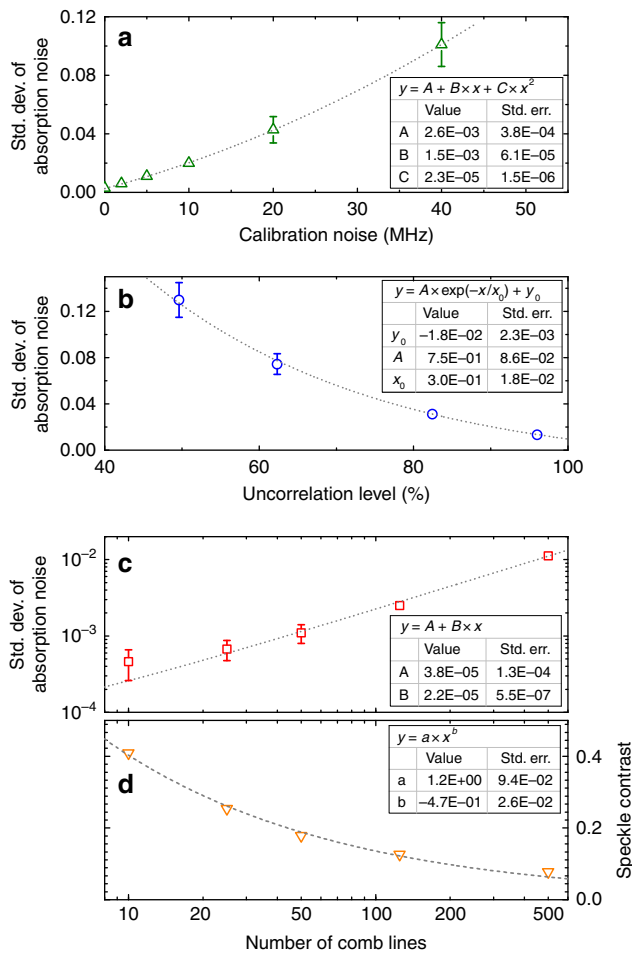 0.12
a
0.08
0.04
0.00
Std. dev. of
absorption noise
y = A + B × x + C × x²
Value Std. err.
A 2.6E–03 3.8E–04
B 1.5E–03 6.1E–05
C 2.3E–05 1.5E–06
0 10 20 30 40 50
Calibration noise (MHz)
b
0.12
0.08
0.04
0.00
Std. dev. of
absorption noise
y = A × exp(–x/x₀) + y₀
Value Std. err.
y₀ –1.8E–02 2.3E–03
A 7.5E–01 8.6E–02
x₀ 3.0E–01 1.8E–02
40 60 80 100
Uncorrelation level (%)
c
10⁻²
10⁻³
10⁻⁴
Std. dev. of
absorption noise
y = A + B × x
Value Std. err.
A 3.8E–05 1.3E–04
B 2.2E–05 5.5E–07
d
y = a × xᵇ
Value Std. err.
a 1.2E+00 9.4E–02
b –4.7E–01 2.6E–02
0.4
0.2
0.0
Speckle contrast
10 20 50 100 200 500
Number of comb lines